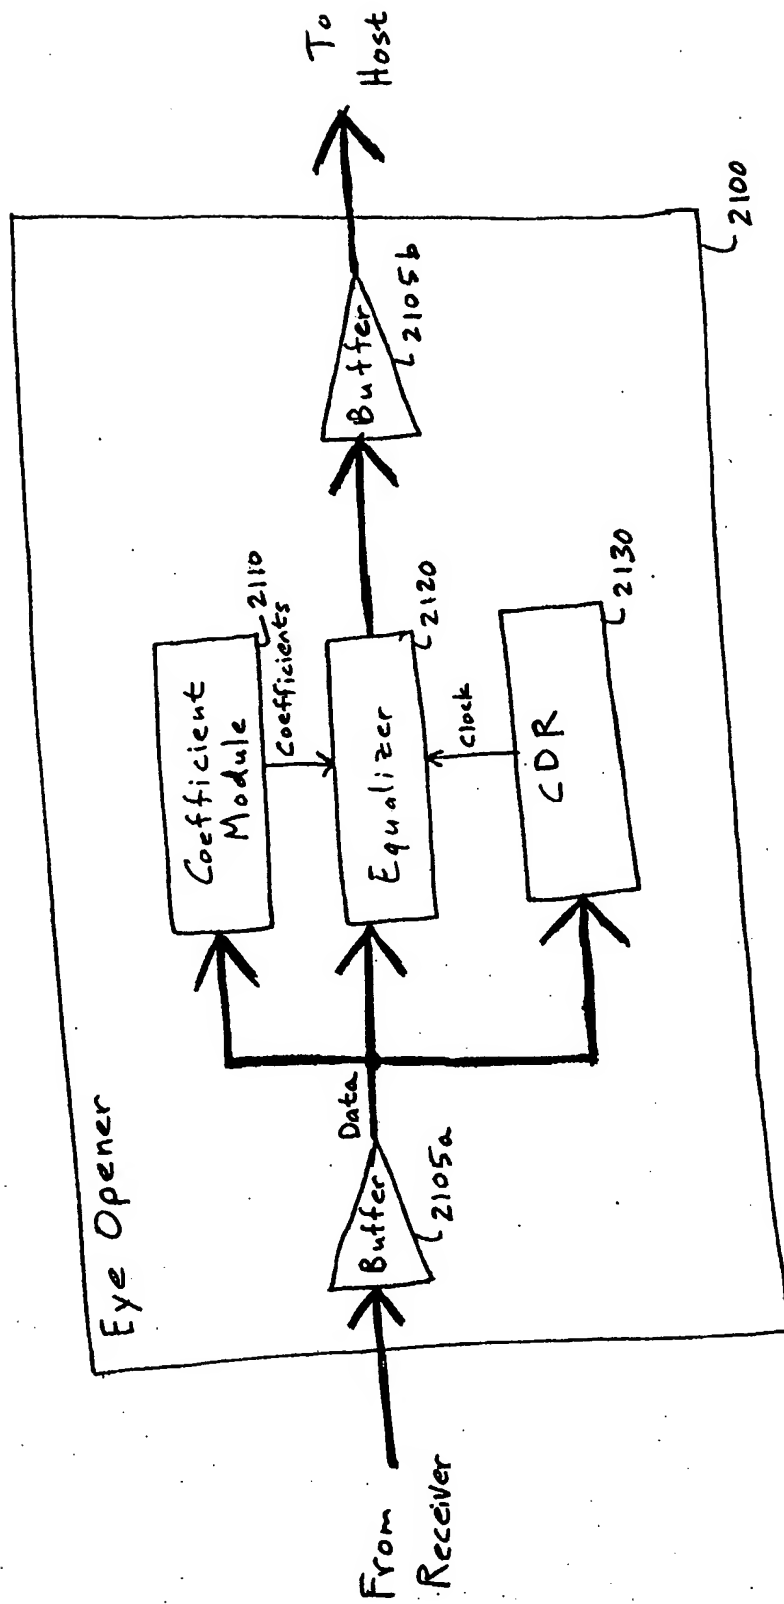 Eye Opener
From
Receiver
Buffer
2105a
Data
Coefficient
Module
2110
Coefficients
Equalizer
2120
Clock
CDR
2130
Buffer
2105b
To
Host
2100